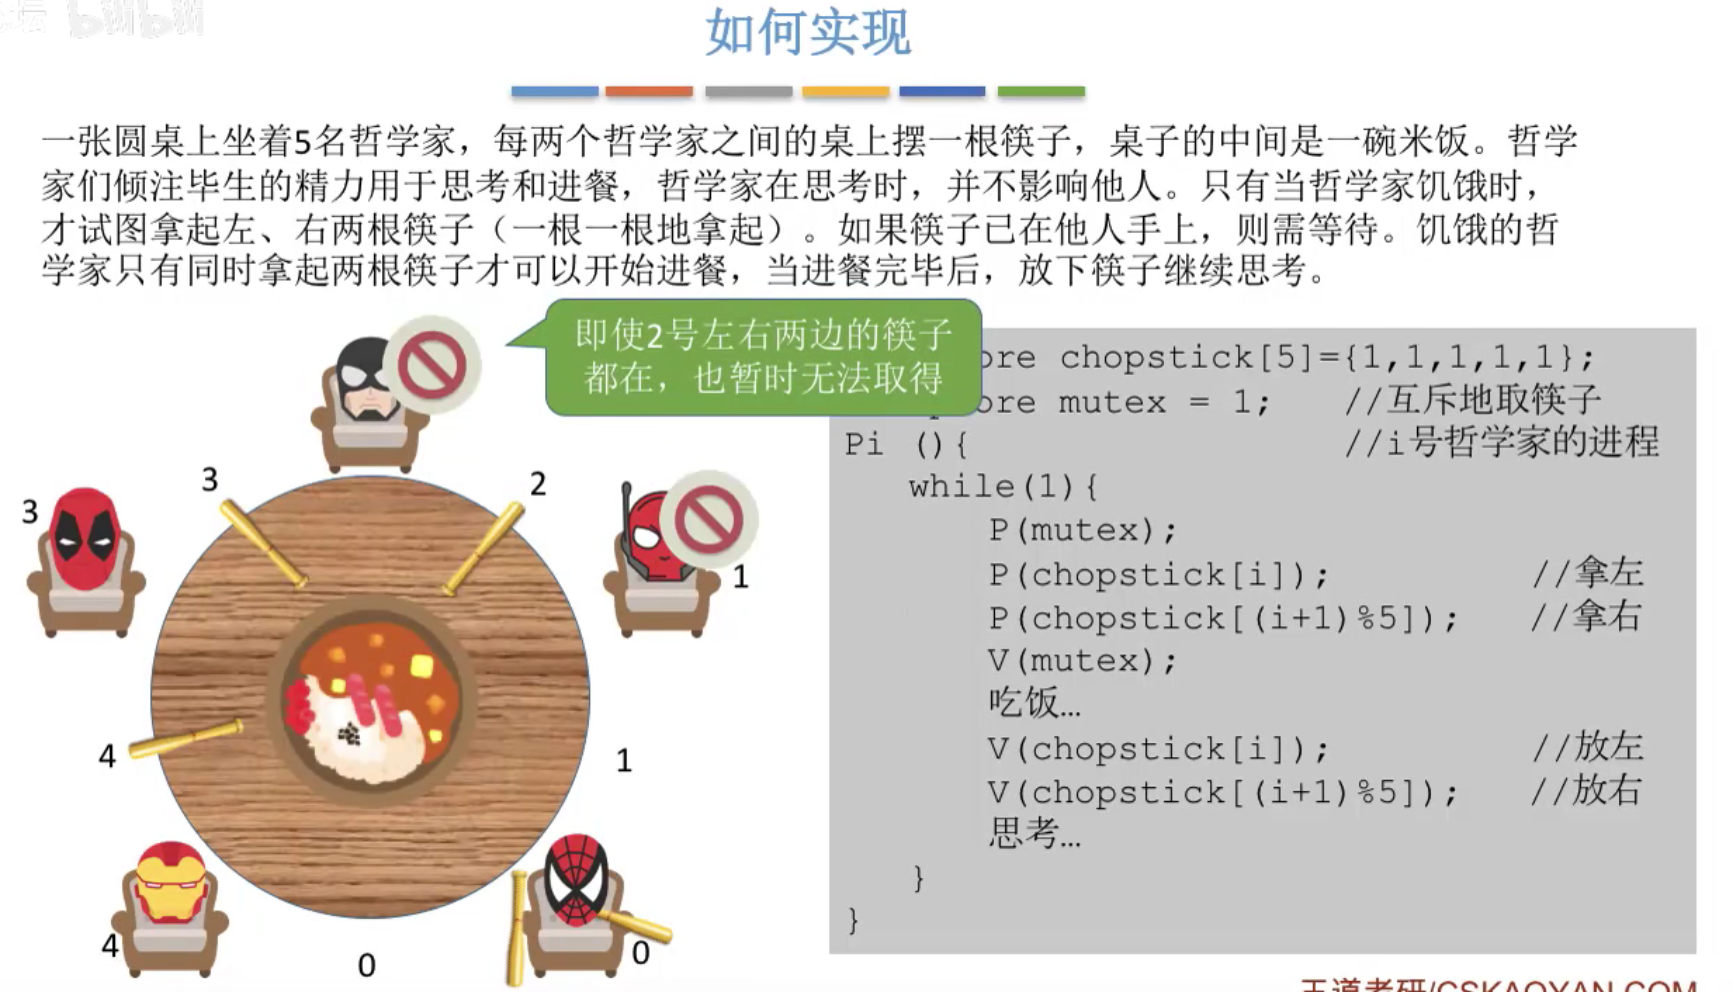 bilibili
如何实现
一张圆桌上坐着5名哲学家，每两个哲学家之间的桌上摆一根筷子，桌子的中间是一碗米饭。哲学
家们倾注毕生的精力用于思考和进餐，哲学家在思考时，并不影响他人。只有当哲学家饥饿时，
才试图拿起左、右两根筷子（一根一根地拿起）。如果筷子已在他人手上，则需等待。饥饿的哲
学家只有同时拿起两根筷子才可以开始进餐，当进餐完毕后，放下筷子继续思考。
即使2号左右两边的筷子
都在，也暂时无法取得
ore chopstick[5]={1,1,1,1,1};
ore mutex = 1; //互斥地取筷子
Pi (){ //i号哲学家的进程
while(1){
P(mutex);
P(chopstick[i]); //拿左
P(chopstick[(i+1)%5]); //拿右
V(mutex);
吃饭…
V(chopstick[i]); //放左
V(chopstick[(i+1)%5]); //放右
思考…
}
}
3
2
3
1
4
1
4
0
0
王道考研/CSKAOYAN.COM